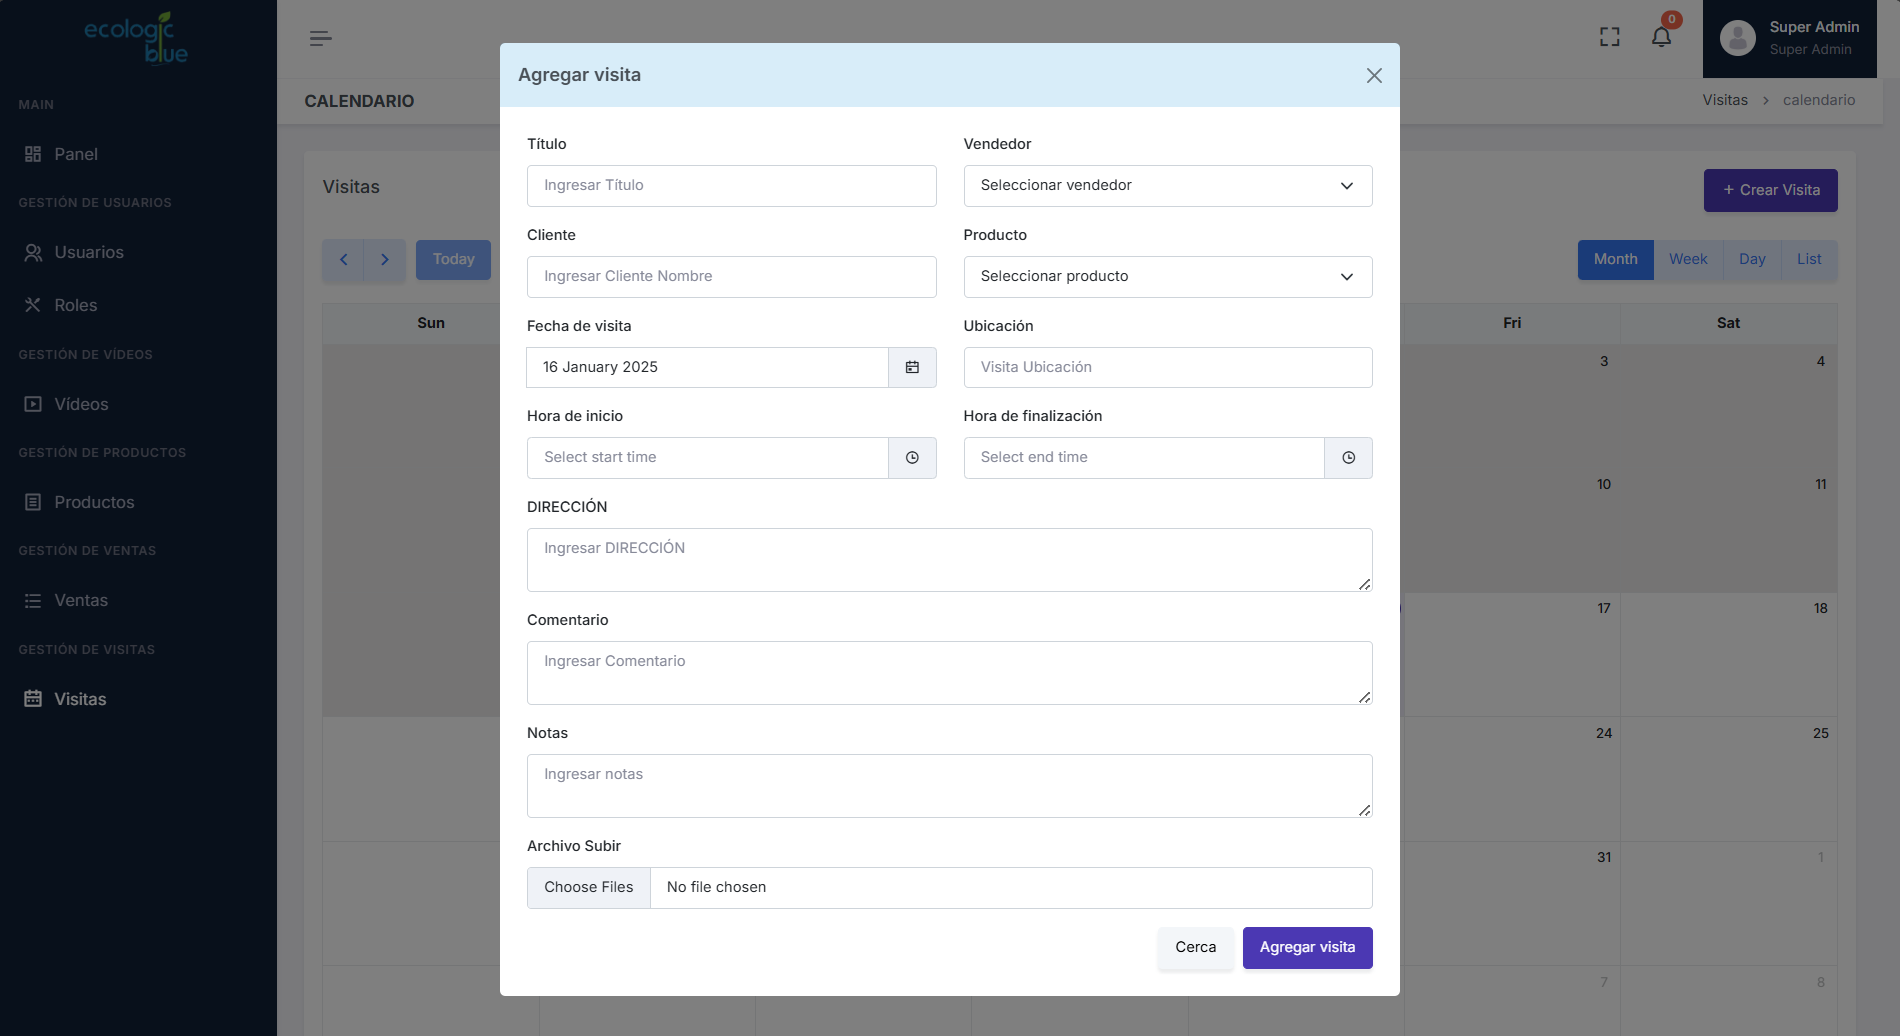 ecologic
blue
MAIN
Panel
GESTIÓN DE USUARIOS
Usuarios
Roles
GESTIÓN DE VÍDEOS
Vídeos
GESTIÓN DE PRODUCTOS
Productos
GESTIÓN DE VENTAS
Ventas
GESTIÓN DE VISITAS
Visitas
0
Super Admin
Super Admin
CALENDARIO
Visitas > calendario
Visitas
+ Crear Visita
Today
Month Week Day List
Sun Fri Sat
3 4
10 11
17 18
24 25
31 1
7 8
Agregar visita
Título
Ingresar Título
Vendedor
Seleccionar vendedor
Cliente
Ingresar Cliente Nombre
Producto
Seleccionar producto
Fecha de visita
16 January 2025
Ubicación
Visita Ubicación
Hora de inicio
Select start time
Hora de finalización
Select end time
DIRECCIÓN
Ingresar DIRECCIÓN
Comentario
Ingresar Comentario
Notas
Ingresar notas
Archivo Subir
Choose Files No file chosen
Cerca
Agregar visita